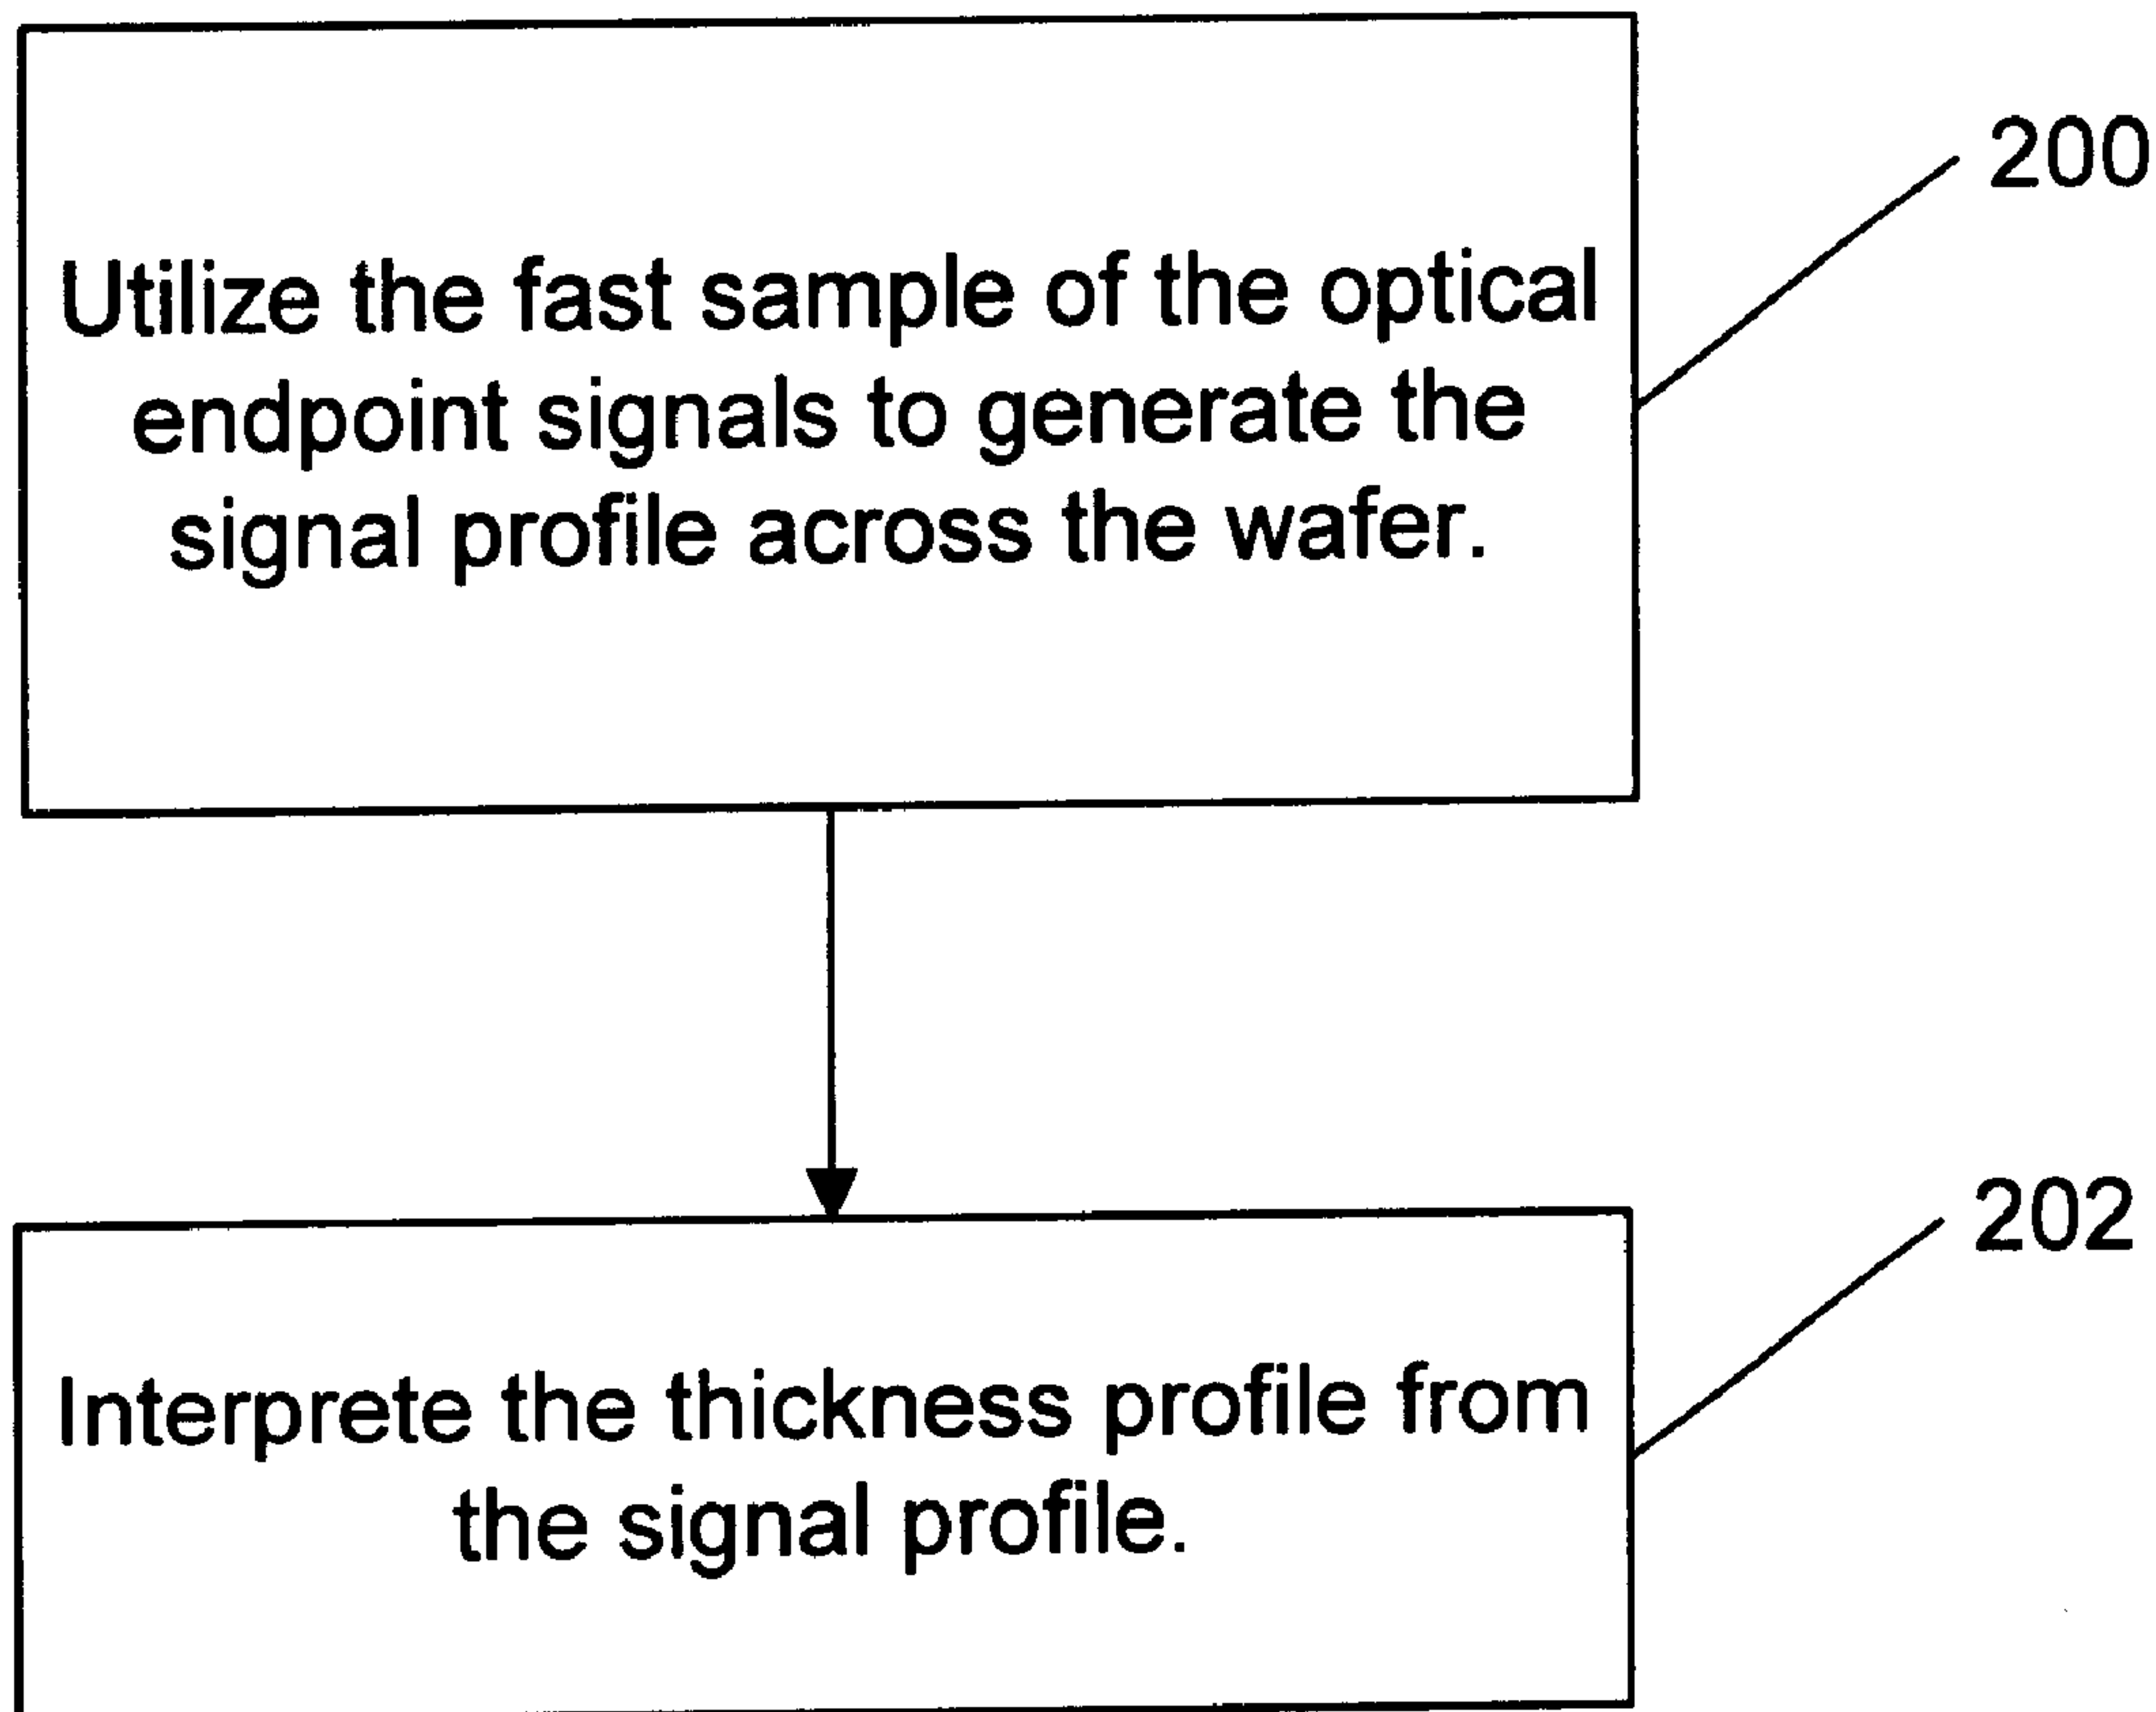 200
Utilize the fast sample of the optical
endpoint signals to generate the
signal profile across the wafer.
202
Interprete the thickness profile from
the signal profile.